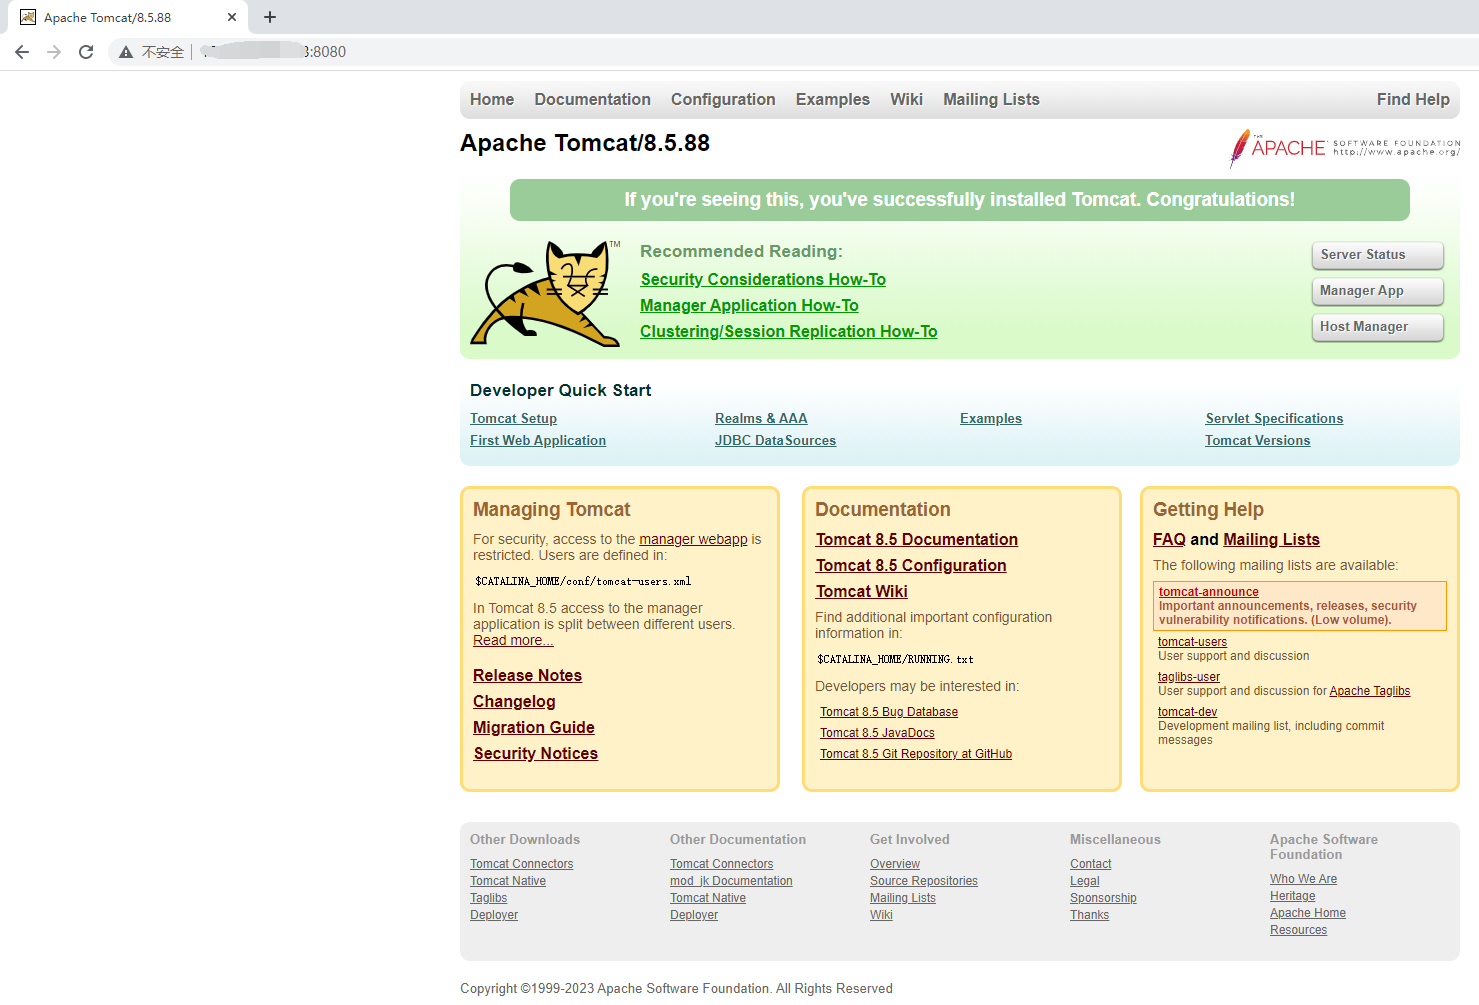 Apache Tomcat/8.5.88
不安全
:8080
Home Documentation Configuration Examples Wiki Mailing Lists Find Help
Apache Tomcat/8.5.88
THE APACHE SOFTWARE FOUNDATION
http://www.apache.org/
If you're seeing this, you've successfully installed Tomcat. Congratulations!
TM
Recommended Reading:
Security Considerations How-To
Manager Application How-To
Clustering/Session Replication How-To
Server Status
Manager App
Host Manager
Developer Quick Start
Tomcat Setup
First Web Application
Realms & AAA
JDBC DataSources
Examples
Servlet Specifications
Tomcat Versions
Managing Tomcat
For security, access to the manager webapp is
restricted. Users are defined in:
$CATALINA_HOME/conf/tomcat-users.xml
In Tomcat 8.5 access to the manager
application is split between different users.
Read more...
Release Notes
Changelog
Migration Guide
Security Notices
Documentation
Tomcat 8.5 Documentation
Tomcat 8.5 Configuration
Tomcat Wiki
Find additional important configuration
information in:
$CATALINA_HOME/RUNNING.txt
Developers may be interested in:
Tomcat 8.5 Bug Database
Tomcat 8.5 JavaDocs
Tomcat 8.5 Git Repository at GitHub
Getting Help
FAQ and Mailing Lists
The following mailing lists are available:
tomcat-announce
Important announcements, releases, security
vulnerability notifications. (Low volume).
tomcat-users
User support and discussion
taglibs-user
User support and discussion for Apache Taglibs
tomcat-dev
Development mailing list, including commit
messages
Other Downloads
Tomcat Connectors
Tomcat Native
Taglibs
Deployer
Other Documentation
Tomcat Connectors
mod_jk Documentation
Tomcat Native
Deployer
Get Involved
Overview
Source Repositories
Mailing Lists
Wiki
Miscellaneous
Contact
Legal
Sponsorship
Thanks
Apache Software
Foundation
Who We Are
Heritage
Apache Home
Resources
Copyright ©1999-2023 Apache Software Foundation. All Rights Reserved